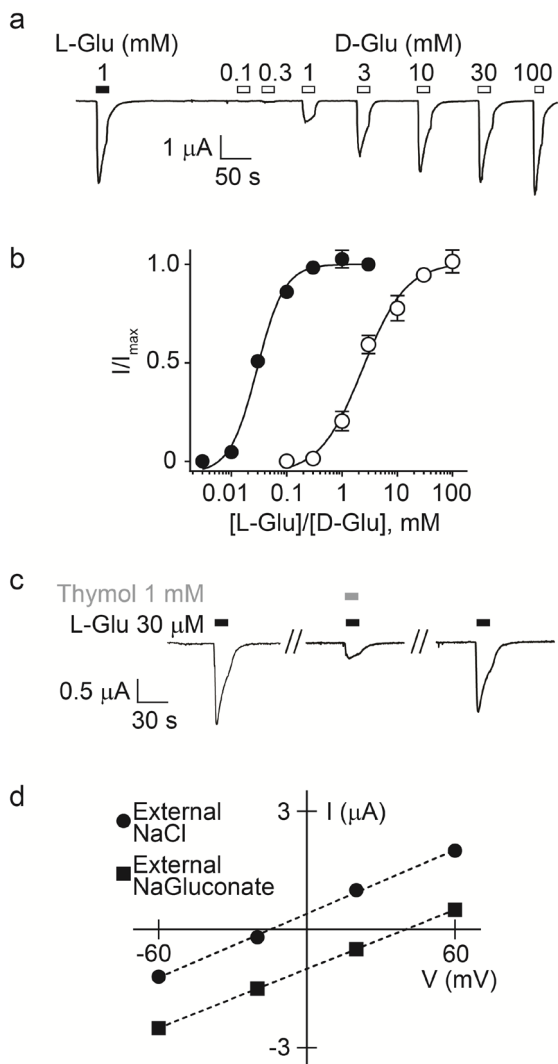 a
L-Glu (mM) D-Glu (mM)
1 0.1 0.3 1 3 10 30 100
1 μA
50 s
b
1.0
0.5
0
I/Imax
0.01 0.1 1 10 100
[L-Glu]/[D-Glu], mM
c
Thymol 1 mM
L-Glu 30 μM
0.5 μA
30 s
d
External
NaCl
External
NaGluconate
3 I (μA)
-60 60
V (mV)
-3